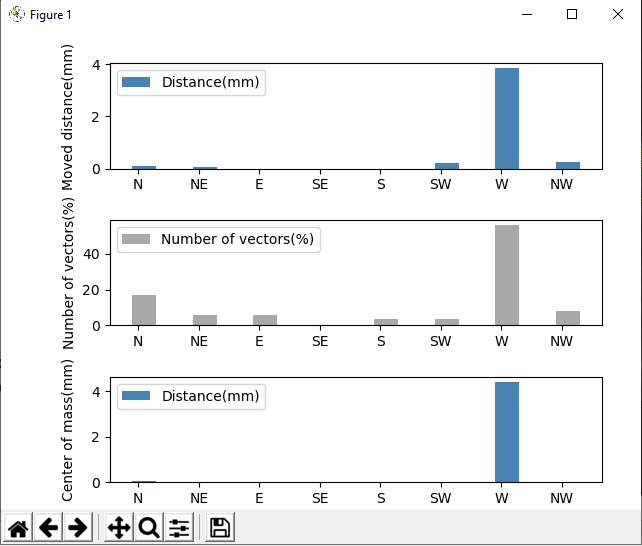 Figure 1
Moved distance(mm)
4
2
0
Distance(mm)
N NE E SE S SW W NW
Number of vectors(%)
40
20
0
Number of vectors(%)
N NE E SE S SW W NW
Center of mass(mm)
4
2
0
Distance(mm)
N NE E SE S SW W NW